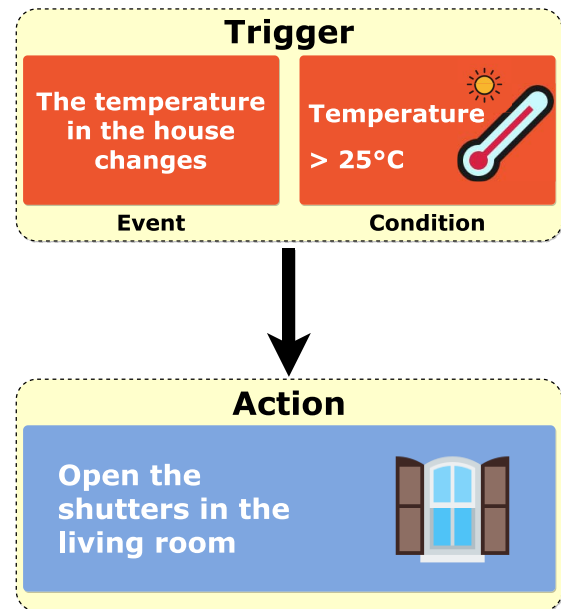 Trigger
The temperature
in the house
changes
Temperature
> 25°C
Event
Condition
Action
Open the
shutters in the
living room